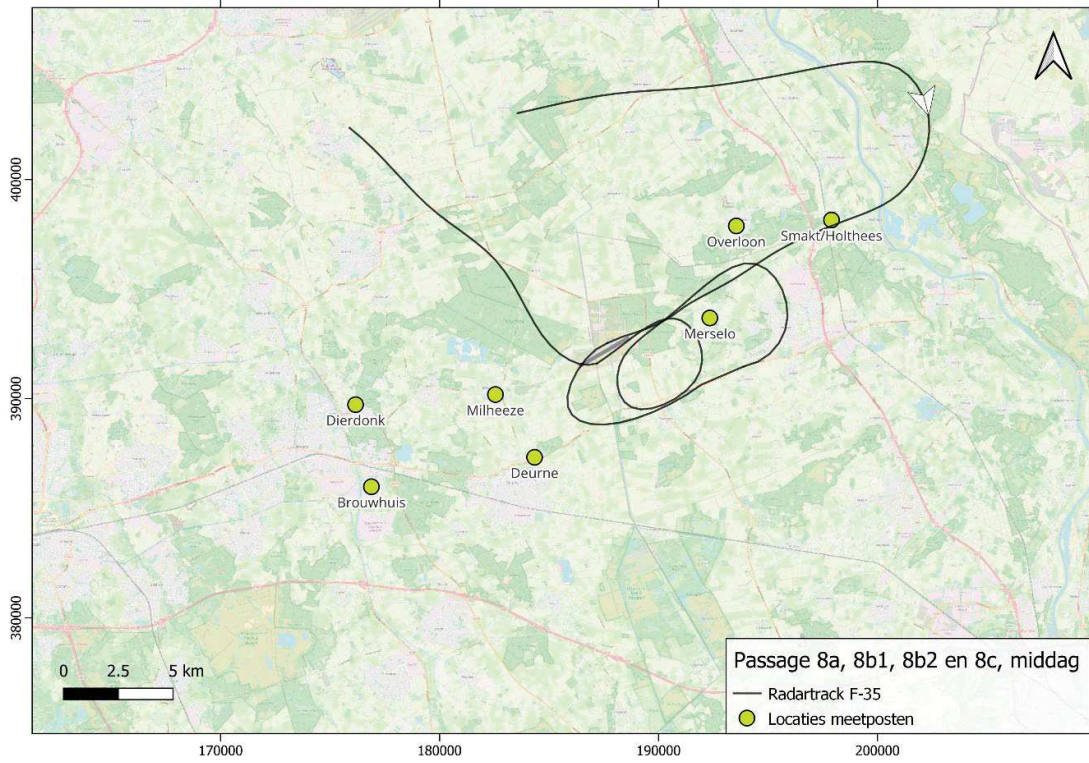 400000
390000
380000
Overloon
Smakt/Holthees
Merselo
Milheeze
Dierdonk
Deurne
Brouwhuis
0 2.5 5 km
Passage 8a, 8b1, 8b2 en 8c, middag
Radartrack F-35
Locaties meetposten
170000 180000 190000 200000